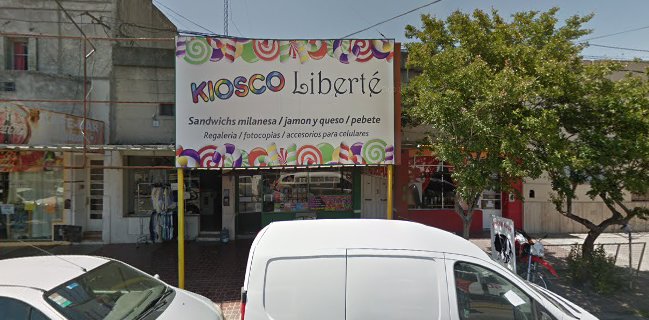 KIOSCO Liberté
Sandwichs milanesa / jamon y queso / pebete
Regaleria / fotocopias / accesorios para celulares